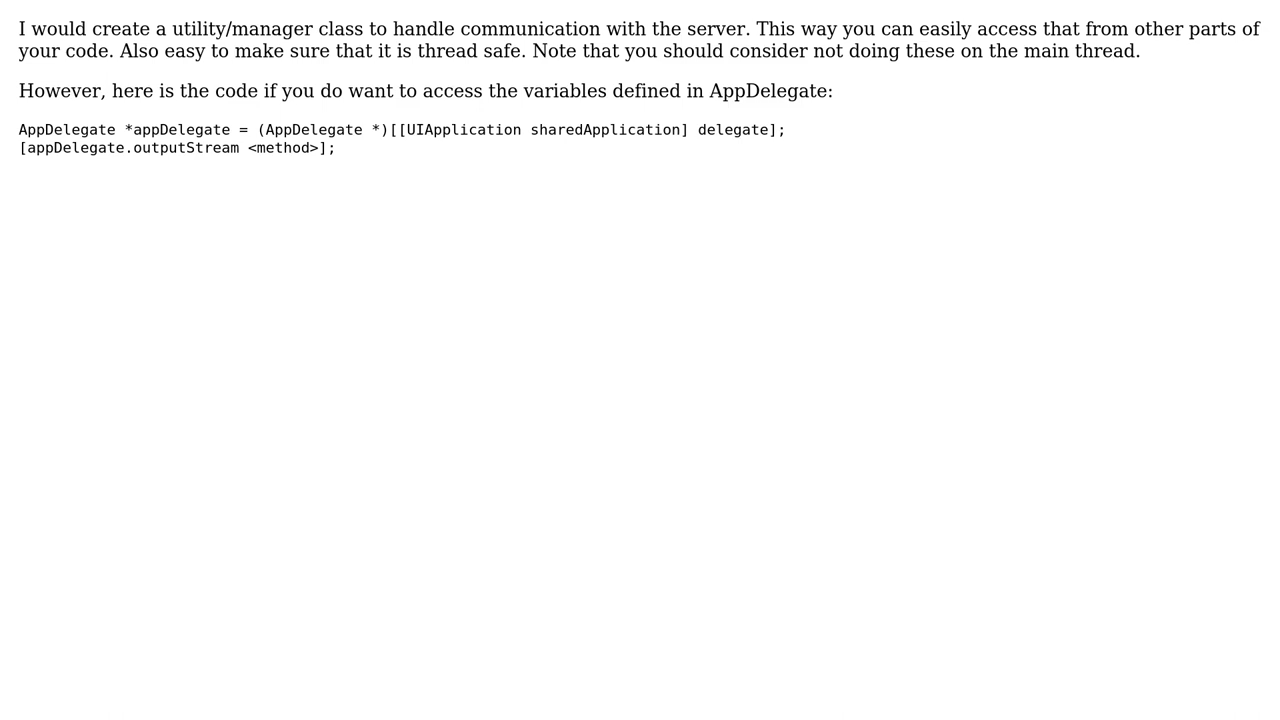 I would create a utility/manager class to handle communication with the server. This way you can easily access that from other parts of
your code. Also easy to make sure that it is thread safe. Note that you should consider not doing these on the main thread.
However, here is the code if you do want to access the variables defined in AppDelegate:
AppDelegate *appDelegate = (AppDelegate *)[[UIApplication sharedApplication] delegate];
[appDelegate.outputStream <method>];